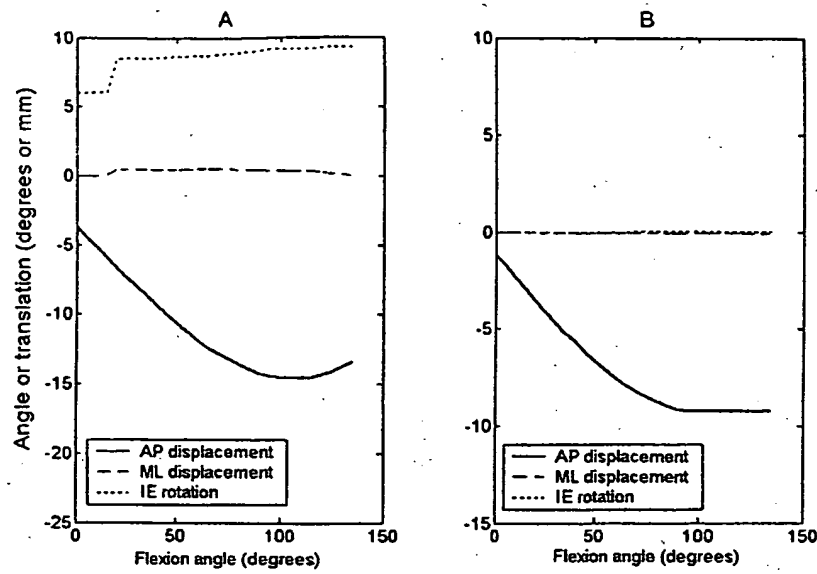 A
B
Angle or translation (degrees or mm)
10
5
0
-5
-10
-15
-20
-25
0
50
100
150
Flexion angle (degrees)
AP displacement
ML displacement
IE rotation
10
5
0
-5
-10
-15
0
50
100
150
Flexion angle (degrees)
AP displacement
ML displacement
IE rotation